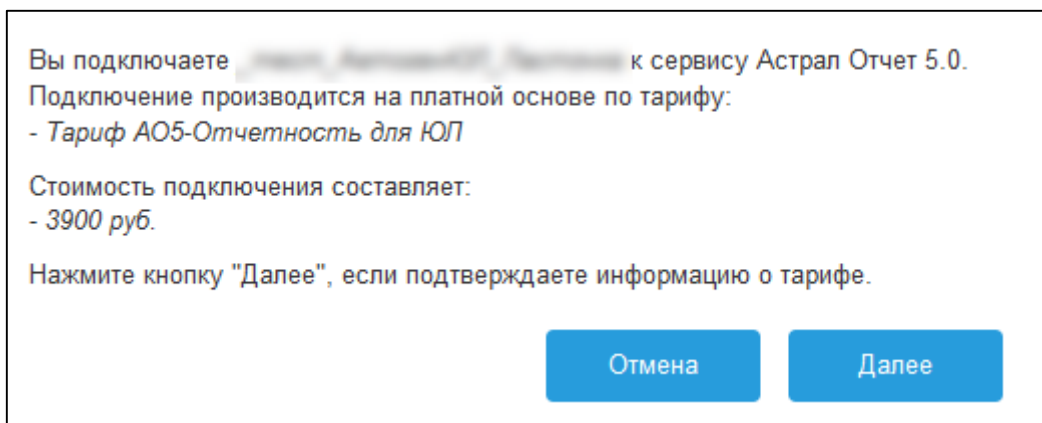 Вы подключаете к сервису Астрал Отчет 5.0.
Подключение производится на платной основе по тарифу:
- Тариф АО5-Отчетность для ЮЛ
Стоимость подключения составляет:
- 3900 руб.
Нажмите кнопку "Далее", если подтверждаете информацию о тарифе.
Отмена
Далее